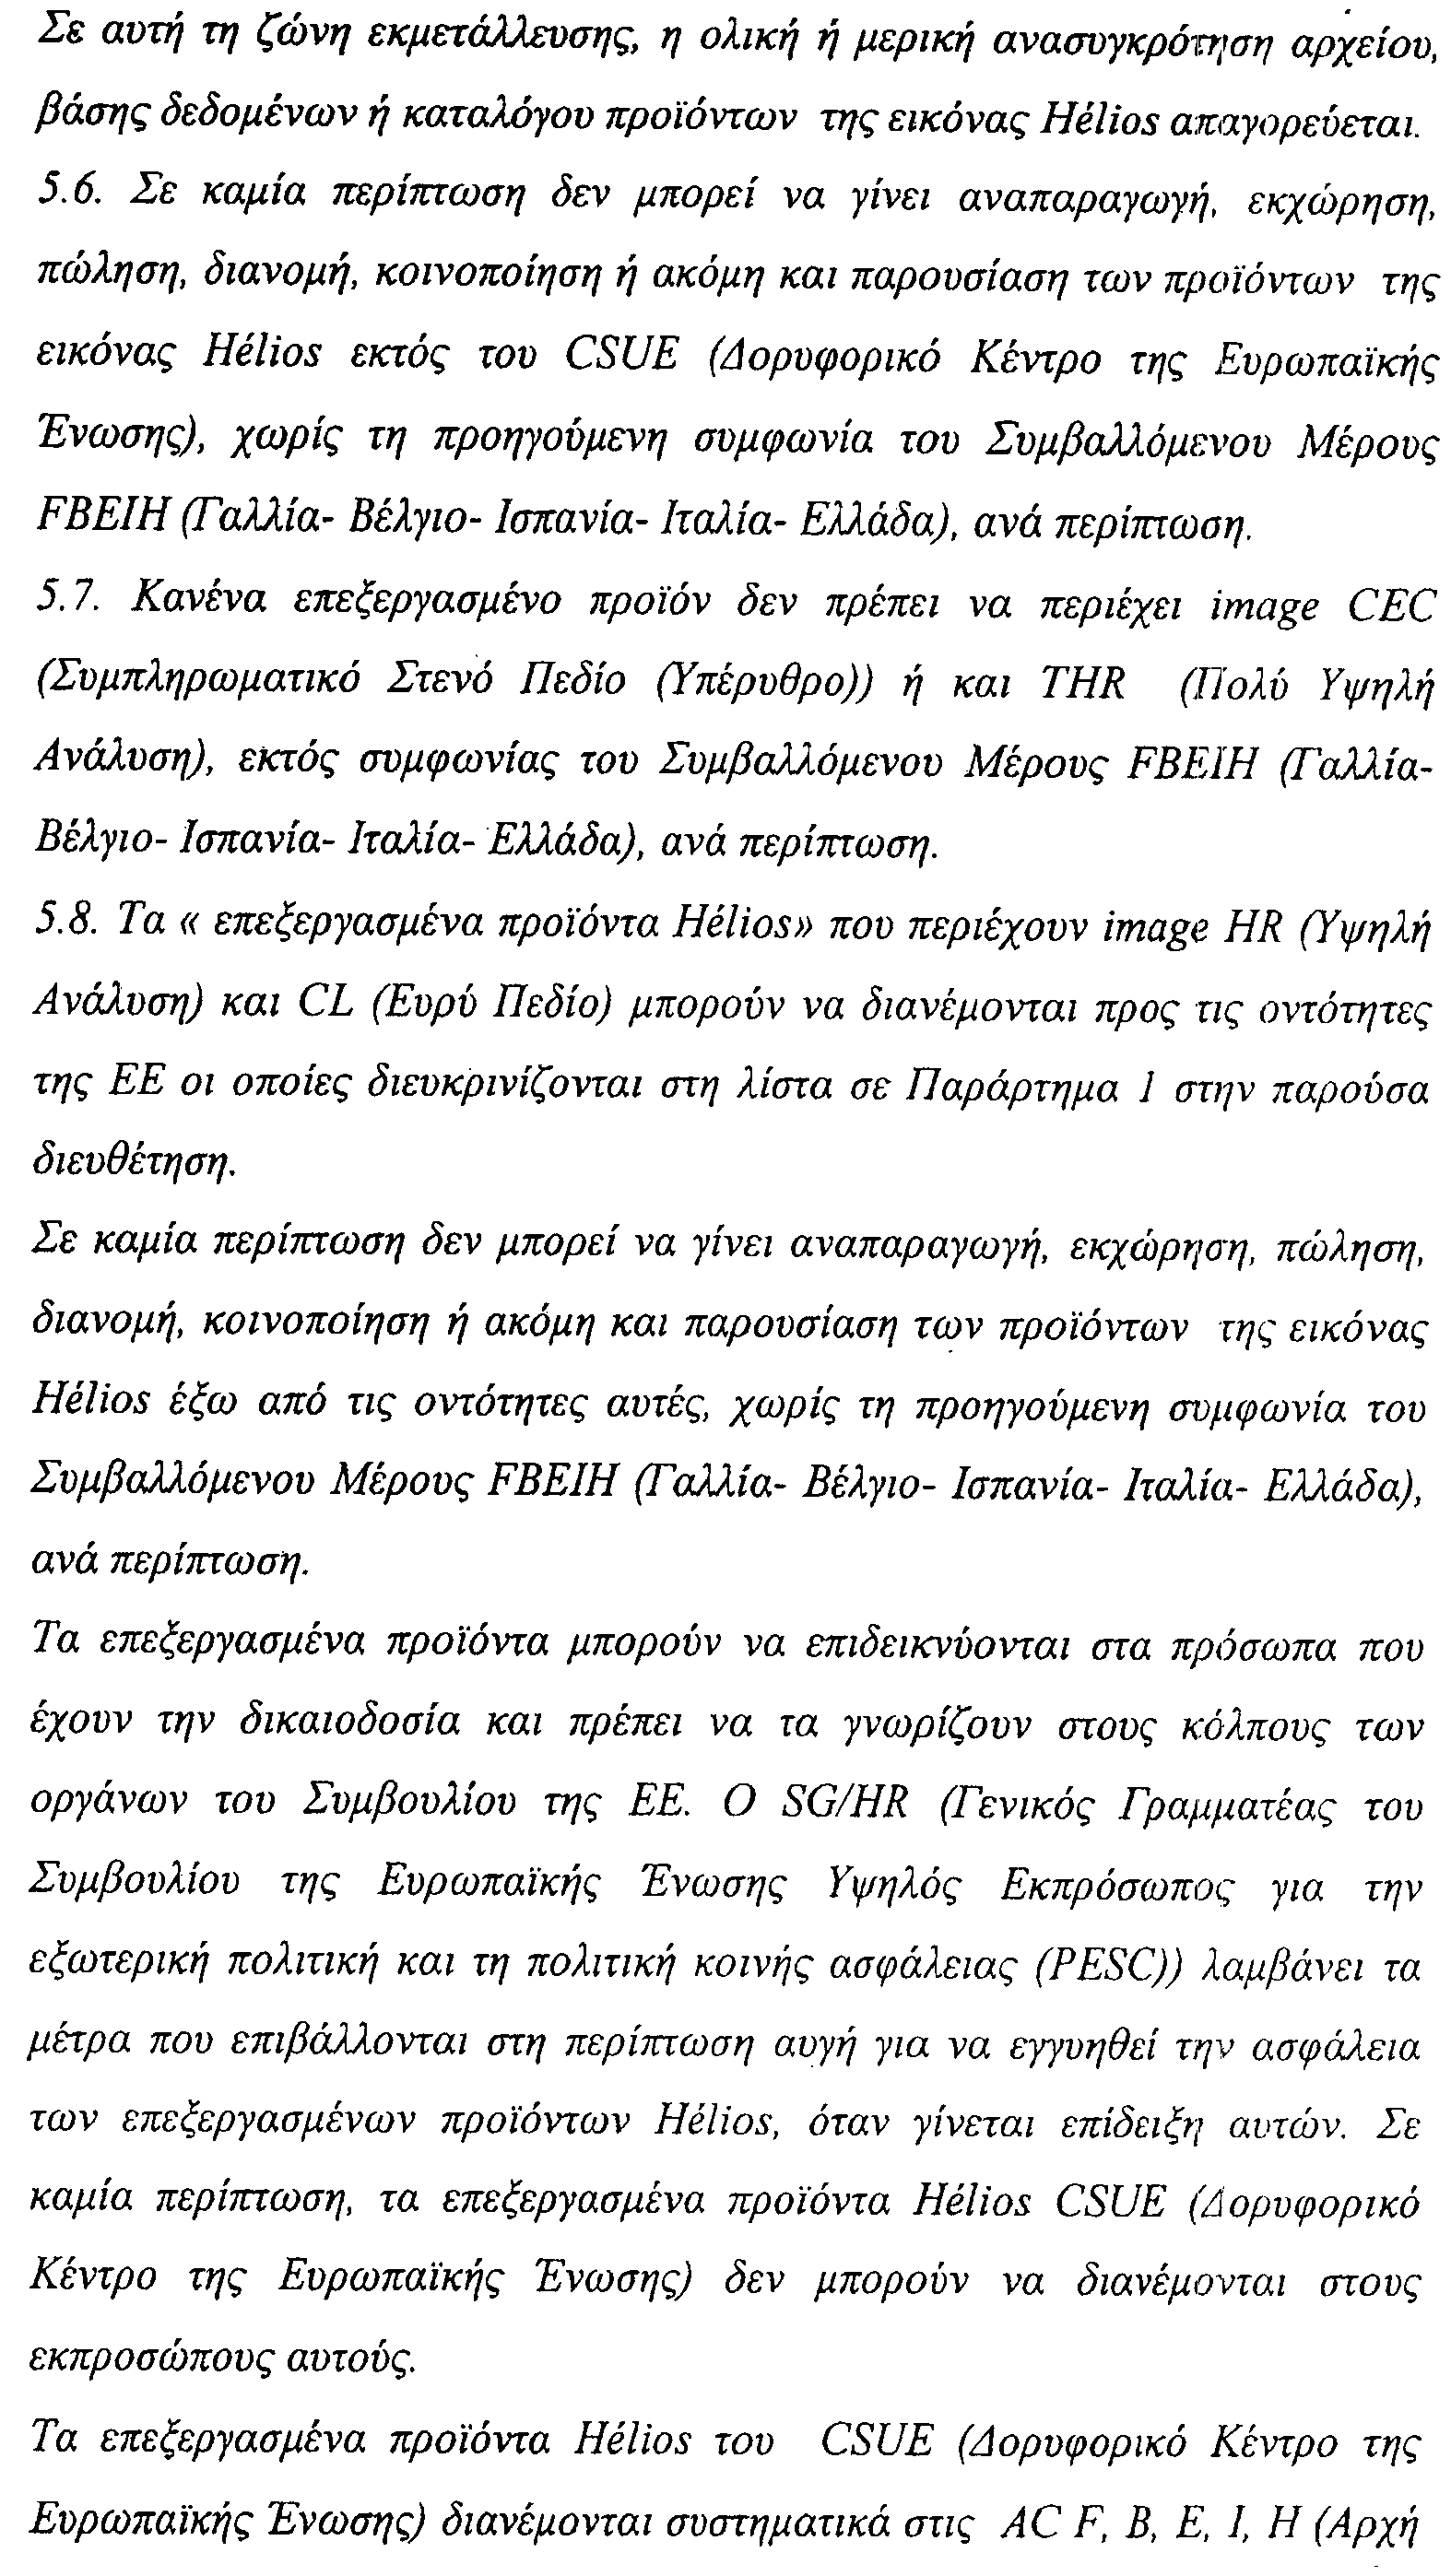 Σε αυτή τη ζώνη εκμετάλλευσης, η ολική ή μερική ανασυγκρότηση αρχείου,
βάσης δεδομένων ή καταλόγου προϊόντων της εικόνας Hélios απαγορεύεται.
5.6. Σε καμία περίπτωση δεν μπορεί να γίνει αναπαραγωγή, εκχώρηση,
πώληση, διανομή, κοινοποίηση ή ακόμη και παρουσίαση των προϊόντων της
εικόνας Hélios εκτός του CSUE (Δορυφορικό Κέντρο της Ευρωπαϊκής
Ένωσης), χωρίς τη προηγούμενη συμφωνία του Συμβαλλόμενου Μέρους
FBEIH (Γαλλία- Βέλγιο- Ισπανία- Ιταλία- Ελλάδα), ανά περίπτωση.
5.7. Κανένα επεξεργασμένο προϊόν δεν πρέπει να περιέχει image CEC
(Συμπληρωματικό Στενό Πεδίο (Υπέρυθρο)) ή και THR (Πολύ Υψηλή
Ανάλυση), εκτός συμφωνίας του Συμβαλλόμενου Μέρους FBEIH (Γαλλία-
Βέλγιο- Ισπανία- Ιταλία- Ελλάδα), ανά περίπτωση.
5.8. Τα « επεξεργασμένα προϊόντα Hélios» που περιέχουν image HR (Υψηλή
Ανάλυση) και CL (Ευρύ Πεδίο) μπορούν να διανέμονται προς τις οντότητες
της ΕΕ οι οποίες διευκρινίζονται στη λίστα σε Παράρτημα 1 στην παρούσα
διευθέτηση.
Σε καμία περίπτωση δεν μπορεί να γίνει αναπαραγωγή, εκχώρηση, πώληση,
διανομή, κοινοποίηση ή ακόμη και παρουσίαση των προϊόντων της εικόνας
Hélios έξω από τις οντότητες αυτές, χωρίς τη προηγούμενη συμφωνία του
Συμβαλλόμενου Μέρους FBEIH (Γαλλία- Βέλγιο- Ισπανία- Ιταλία- Ελλάδα),
ανά περίπτωση.
Τα επεξεργασμένα προϊόντα μπορούν να επιδεικνύονται στα πρόσωπα που
έχουν την δικαιοδοσία και πρέπει να τα γνωρίζουν στους κόλπους των
οργάνων του Συμβουλίου της ΕΕ. Ο SG/HR (Γενικός Γραμματέας του
Συμβουλίου της Ευρωπαϊκής Ένωσης Υψηλός Εκπρόσωπος για την
εξωτερική πολιτική και τη πολιτική κοινής ασφάλειας (PESC)) λαμβάνει τα
μέτρα που επιβάλλονται στη περίπτωση αυγή για να εγγυηθεί την ασφάλεια
των επεξεργασμένων προϊόντων Hélios, όταν γίνεται επίδειξη αυτών. Σε
καμία περίπτωση, τα επεξεργασμένα προϊόντα Hélios CSUE (Δορυφορικό
Κέντρο της Ευρωπαϊκής Ένωσης) δεν μπορούν να διανέμονται στους
εκπροσώπους αυτούς.
Τα επεξεργασμένα προϊόντα Hélios του CSUE (Δορυφορικό Κέντρο της
Ευρωπαϊκής Ένωσης) διανέμονται συστηματικά στις AC F, B, E, I, H (Αρχή